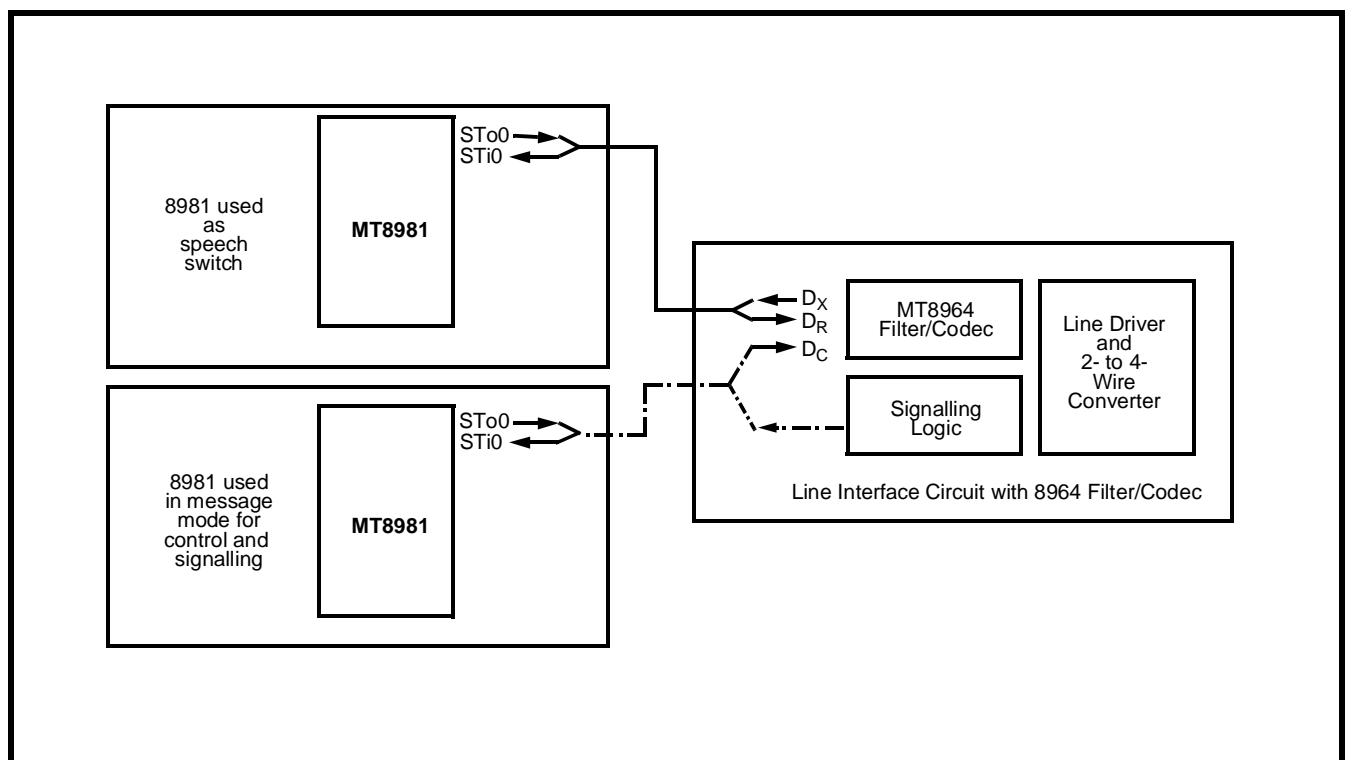 8981 used
as
speech
switch
MT8981
STo0
STi0
8981 used
in message
mode for
control and
signalling
MT8981
STo0
STi0
DX
DR
DC
MT8964
Filter/Codec
Signalling
Logic
Line Driver
and
2- to 4-
Wire
Converter
Line Interface Circuit with 8964 Filter/Codec